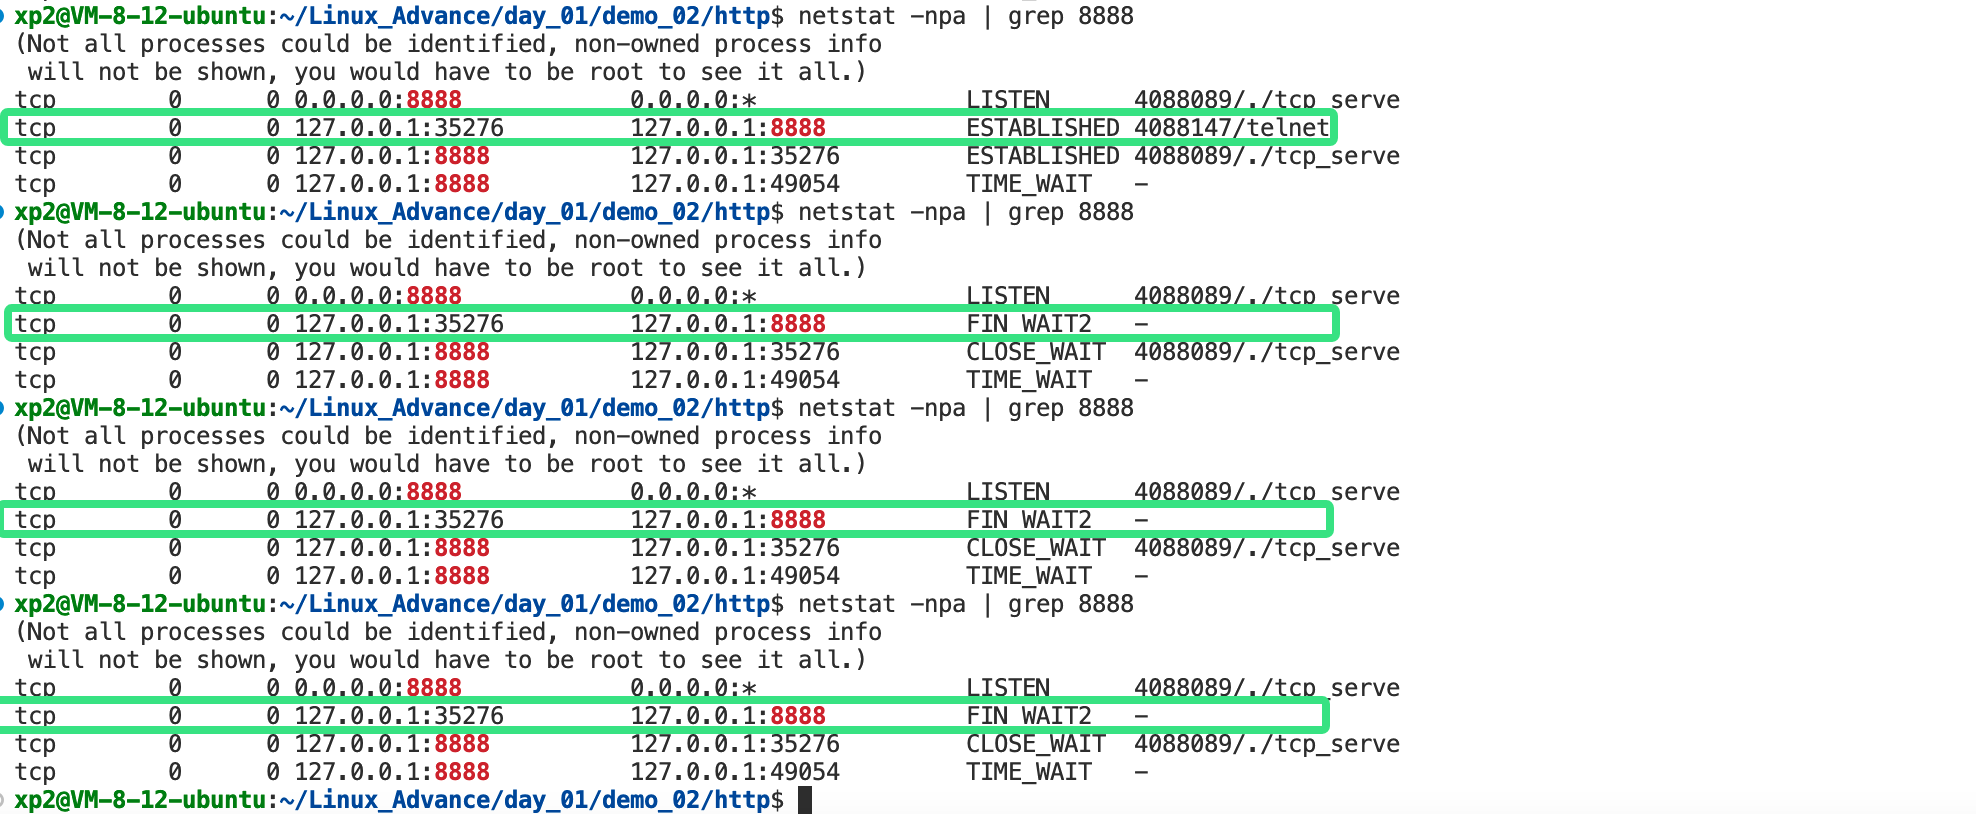 xp2@VM-8-12-ubuntu:~/Linux_Advance/day_01/demo_02/http$ netstat -npa | grep 8888
(Not all processes could be identified, non-owned process info
 will not be shown, you would have to be root to see it all.)
tcp        0      0 0.0.0.0:8888            0.0.0.0:*               LISTEN      4088089/./tcp_serve
tcp        0      0 127.0.0.1:35276         127.0.0.1:8888          ESTABLISHED 4088147/telnet
tcp        0      0 127.0.0.1:8888          127.0.0.1:35276         ESTABLISHED 4088089/./tcp_serve
tcp        0      0 127.0.0.1:8888          127.0.0.1:49054         TIME_WAIT   -
xp2@VM-8-12-ubuntu:~/Linux_Advance/day_01/demo_02/http$ netstat -npa | grep 8888
(Not all processes could be identified, non-owned process info
 will not be shown, you would have to be root to see it all.)
tcp        0      0 0.0.0.0:8888            0.0.0.0:*               LISTEN      4088089/./tcp_serve
tcp        0      0 127.0.0.1:35276         127.0.0.1:8888          FIN_WAIT2   -
tcp        0      0 127.0.0.1:8888          127.0.0.1:35276         CLOSE_WAIT  4088089/./tcp_serve
tcp        0      0 127.0.0.1:8888          127.0.0.1:49054         TIME_WAIT   -
xp2@VM-8-12-ubuntu:~/Linux_Advance/day_01/demo_02/http$ netstat -npa | grep 8888
(Not all processes could be identified, non-owned process info
 will not be shown, you would have to be root to see it all.)
tcp        0      0 0.0.0.0:8888            0.0.0.0:*               LISTEN      4088089/./tcp_serve
tcp        0      0 127.0.0.1:35276         127.0.0.1:8888          FIN_WAIT2   -
tcp        0      0 127.0.0.1:8888          127.0.0.1:35276         CLOSE_WAIT  4088089/./tcp_serve
tcp        0      0 127.0.0.1:8888          127.0.0.1:49054         TIME_WAIT   -
xp2@VM-8-12-ubuntu:~/Linux_Advance/day_01/demo_02/http$ netstat -npa | grep 8888
(Not all processes could be identified, non-owned process info
 will not be shown, you would have to be root to see it all.)
tcp        0      0 0.0.0.0:8888            0.0.0.0:*               LISTEN      4088089/./tcp_serve
tcp        0      0 127.0.0.1:35276         127.0.0.1:8888          FIN_WAIT2   -
tcp        0      0 127.0.0.1:8888          127.0.0.1:35276         CLOSE_WAIT  4088089/./tcp_serve
tcp        0      0 127.0.0.1:8888          127.0.0.1:49054         TIME_WAIT   -
xp2@VM-8-12-ubuntu:~/Linux_Advance/day_01/demo_02/http$